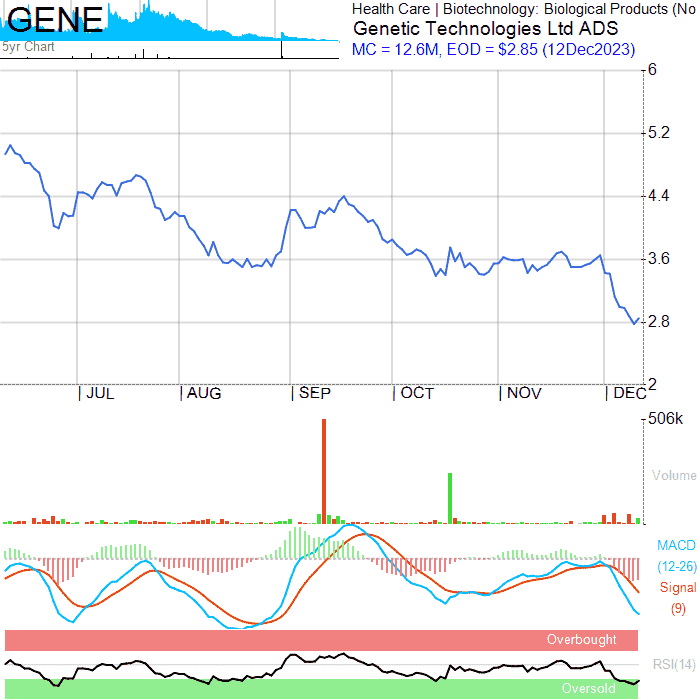 GENE
5yr Chart
Health Care | Biotechnology: Biological Products (No
Genetic Technologies Ltd ADS
MC = 12.6M, EOD = $2.85 (12Dec2023)
6
5.2
4.4
3.6
2.8
2
JUL
AUG
SEP
OCT
NOV
DEC
506k
Volume
MACD
(12-26)
Signal
(9)
Overbought
RSI(14)
Oversold